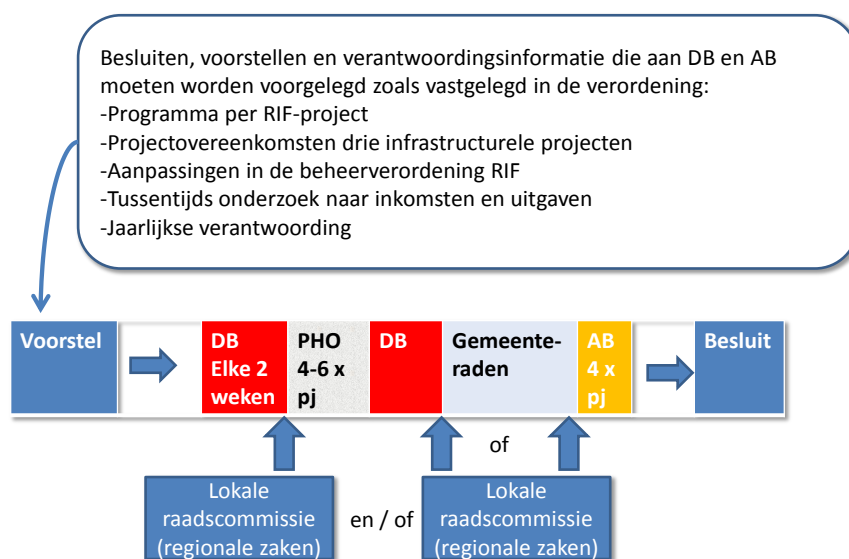 Besluiten, voorstellen en verantwoordingsinformatie die aan DB en AB
moeten worden voorgelegd zoals vastgelegd in de verordening:
-Programma per RIF-project
-Projectovereenkomsten drie infrastructurele projecten
-Aanpassingen in de beheerverordening RIF
-Tussentijds onderzoek naar inkomsten en uitgaven
-Jaarlijkse verantwoording
Voorstel
DB
Elke 2
weken
PHO
4-6 x
pj
DB
Gemeente-
raden
AB
4 x
pj
Besluit
of
Lokale
raadscommissie
(regionale zaken)
en / of
Lokale
raadscommissie
(regionale zaken)